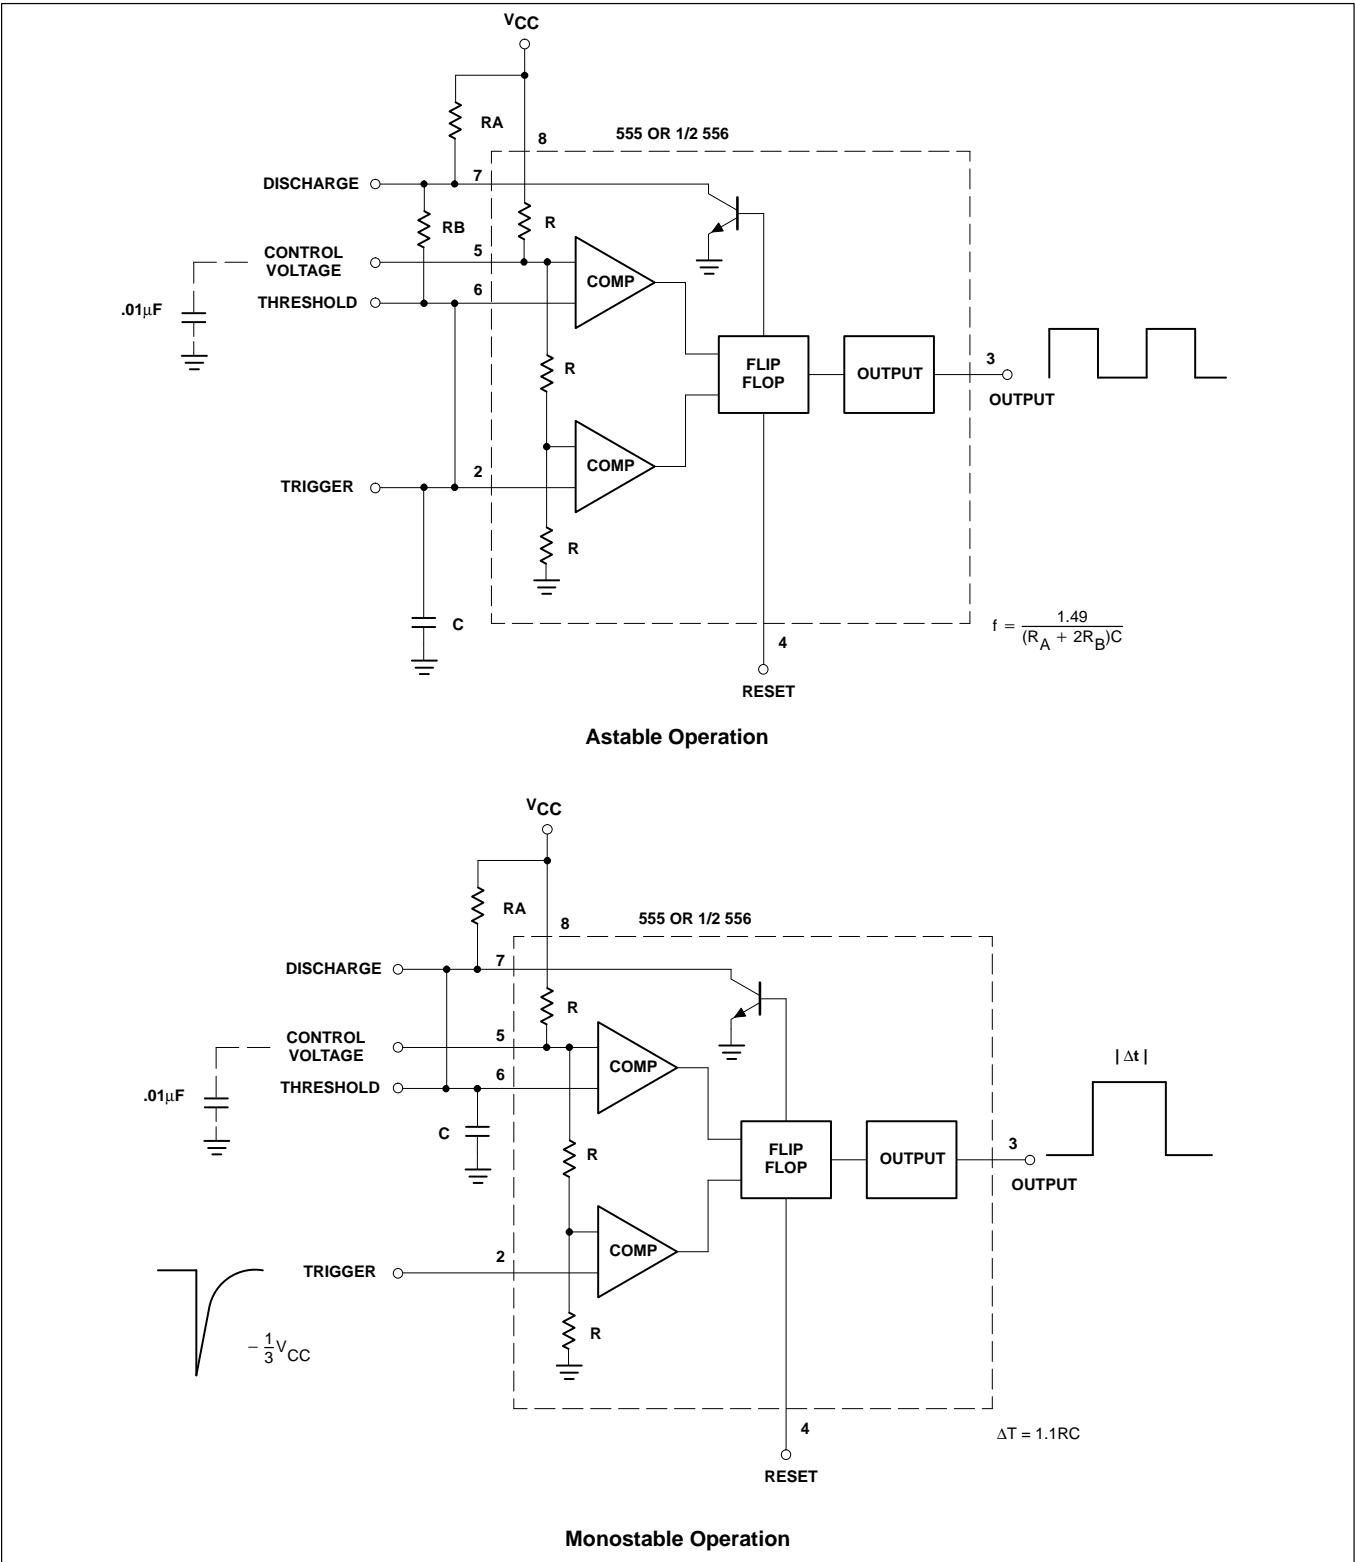 VCC
RA
8
555 OR 1/2 556
DISCHARGE
7
RB
R
CONTROL
VOLTAGE
5
COMP
THRESHOLD
6
.01µF
R
FLIP
FLOP
OUTPUT
3
OUTPUT
COMP
TRIGGER
2
R
C
4
RESET
f = 1.49
(RA + 2RB)C
Astable Operation
VCC
RA
8
555 OR 1/2 556
DISCHARGE
7
R
CONTROL
VOLTAGE
5
COMP
| Δt |
THRESHOLD
6
.01µF
C
R
FLIP
FLOP
OUTPUT
3
OUTPUT
COMP
TRIGGER
2
R
− 1/3 VCC
4
RESET
ΔT = 1.1RC
Monostable Operation